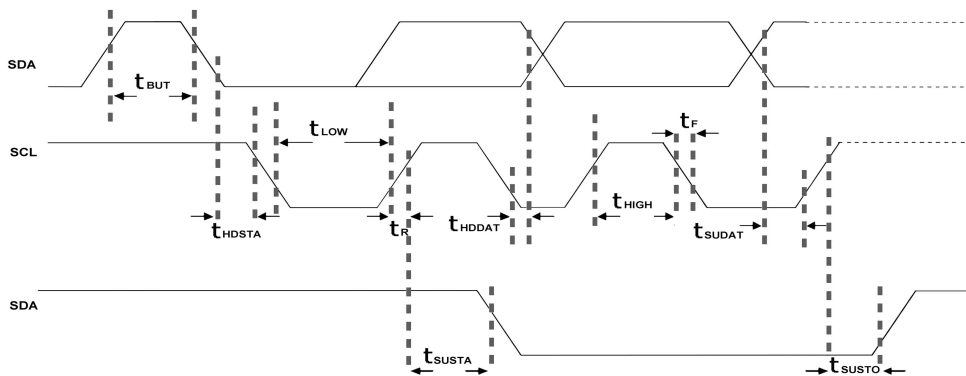 SDA
tBUT
tLOW
tF
SCL
tHDSTA
tR
tHDDAT
tHIGH
tSUDAT
SDA
tSUSTA
tSUSTO